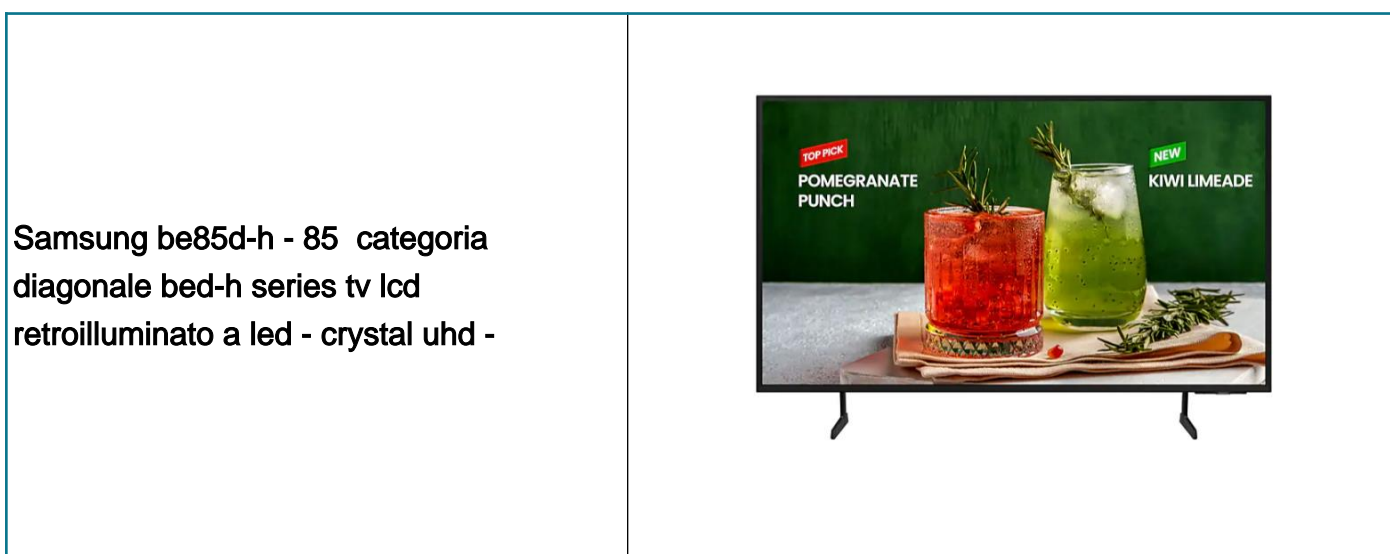 Samsung be85d-h - 85  categoria
diagonale bed-h series tv lcd
retroilluminato a led - crystal uhd -
TOP PICK
POMEGRANATE
PUNCH
NEW
KIWI LIMEADE